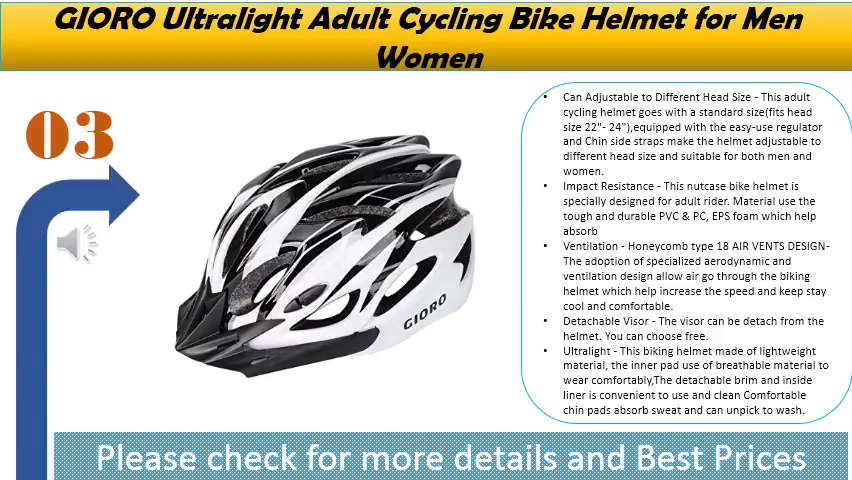 GIORO Ultralight Adult Cycling Bike Helmet for Men
Women
03
• Can Adjustable to Different Head Size - This adult
cycling helmet goes with a standard size(fits head
size 22"- 24"),equipped with the easy-use regulator
and Chin side straps make the helmet adjustable to
different head size and suitable for both men and
women.
• Impact Resistance - This nutcase bike helmet is
specially designed for adult rider. Material use the
tough and durable PVC & PC, EPS foam which help
absorb
• Ventilation - Honeycomb type 18 AIR VENTS DESIGN-
The adoption of specialized aerodynamic and
ventilation design allow air go through the biking
helmet which help increase the speed and keep stay
cool and comfortable.
• Detachable Visor - The visor can be detach from the
helmet. You can choose free.
• Ultralight - This biking helmet made of lightweight
material, the inner pad use of breathable material to
wear comfortably,The detachable brim and inside
liner is convenient to use and clean Comfortable
chin pads absorb sweat and can unpick to wash.
GIORO
Please check for more details and Best Prices